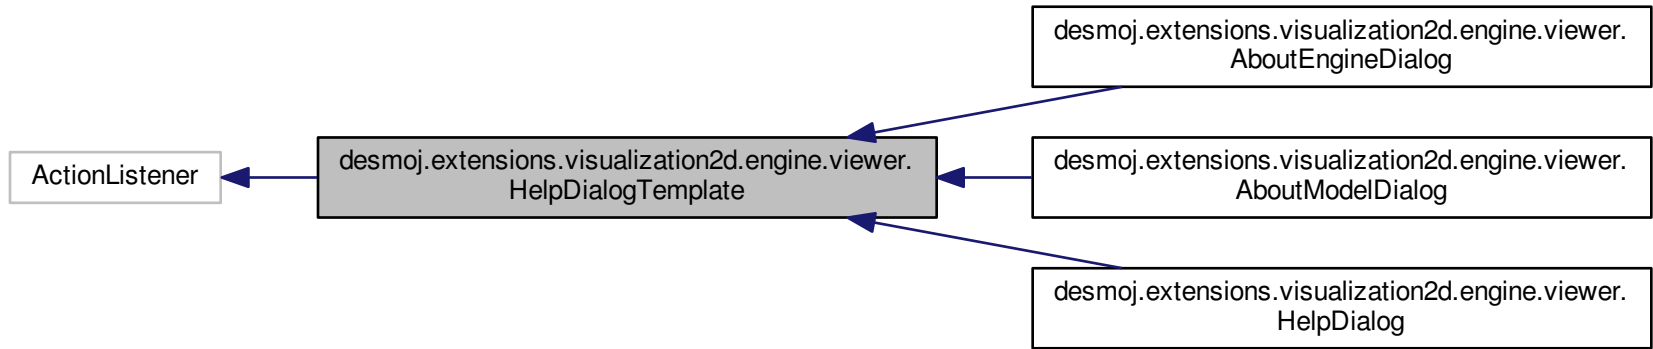 ActionListener
desmoj.extensions.visualization2d.engine.viewer.
HelpDialogTemplate
desmoj.extensions.visualization2d.engine.viewer.
AboutEngineDialog
desmoj.extensions.visualization2d.engine.viewer.
AboutModelDialog
desmoj.extensions.visualization2d.engine.viewer.
HelpDialog